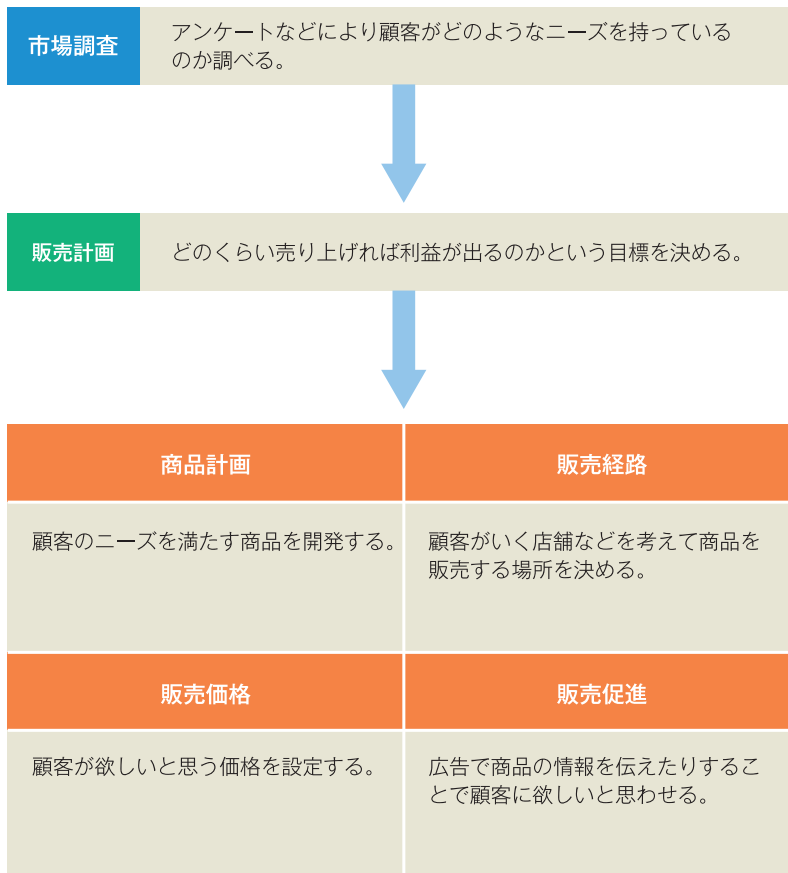 市場調査
アンケートなどにより顧客がどのようなニーズを持っている
のか調べる。
販売計画
どのくらい売り上げれば利益が出るのかという目標を決める。
商品計画
顧客のニーズを満たす商品を開発する。
販売経路
顧客がいく店舗などを考えて商品を
販売する場所を決める。
販売価格
顧客が欲しいと思う価格を設定する。
販売促進
広告で商品の情報を伝えたりするこ
とで顧客に欲しいと思わせる。